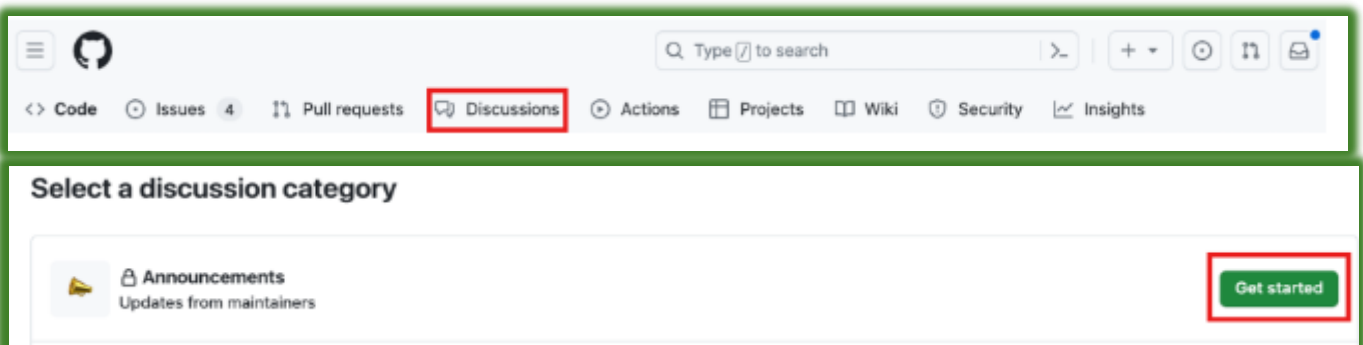 Type / to search
<> Code Issues 4 Pull requests Discussions Actions Projects Wiki Security Insights
Select a discussion category
Announcements
Updates from maintainers
Get started